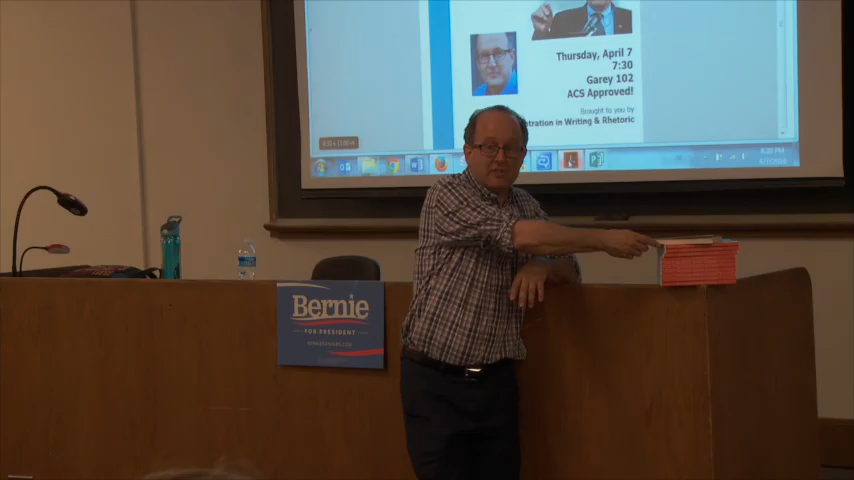 Thursday, April 7
7:30
Garey 102
ACS Approved!
Brought to you by
in Writing & Rhetoric
Bernie
FOR PRESIDENT